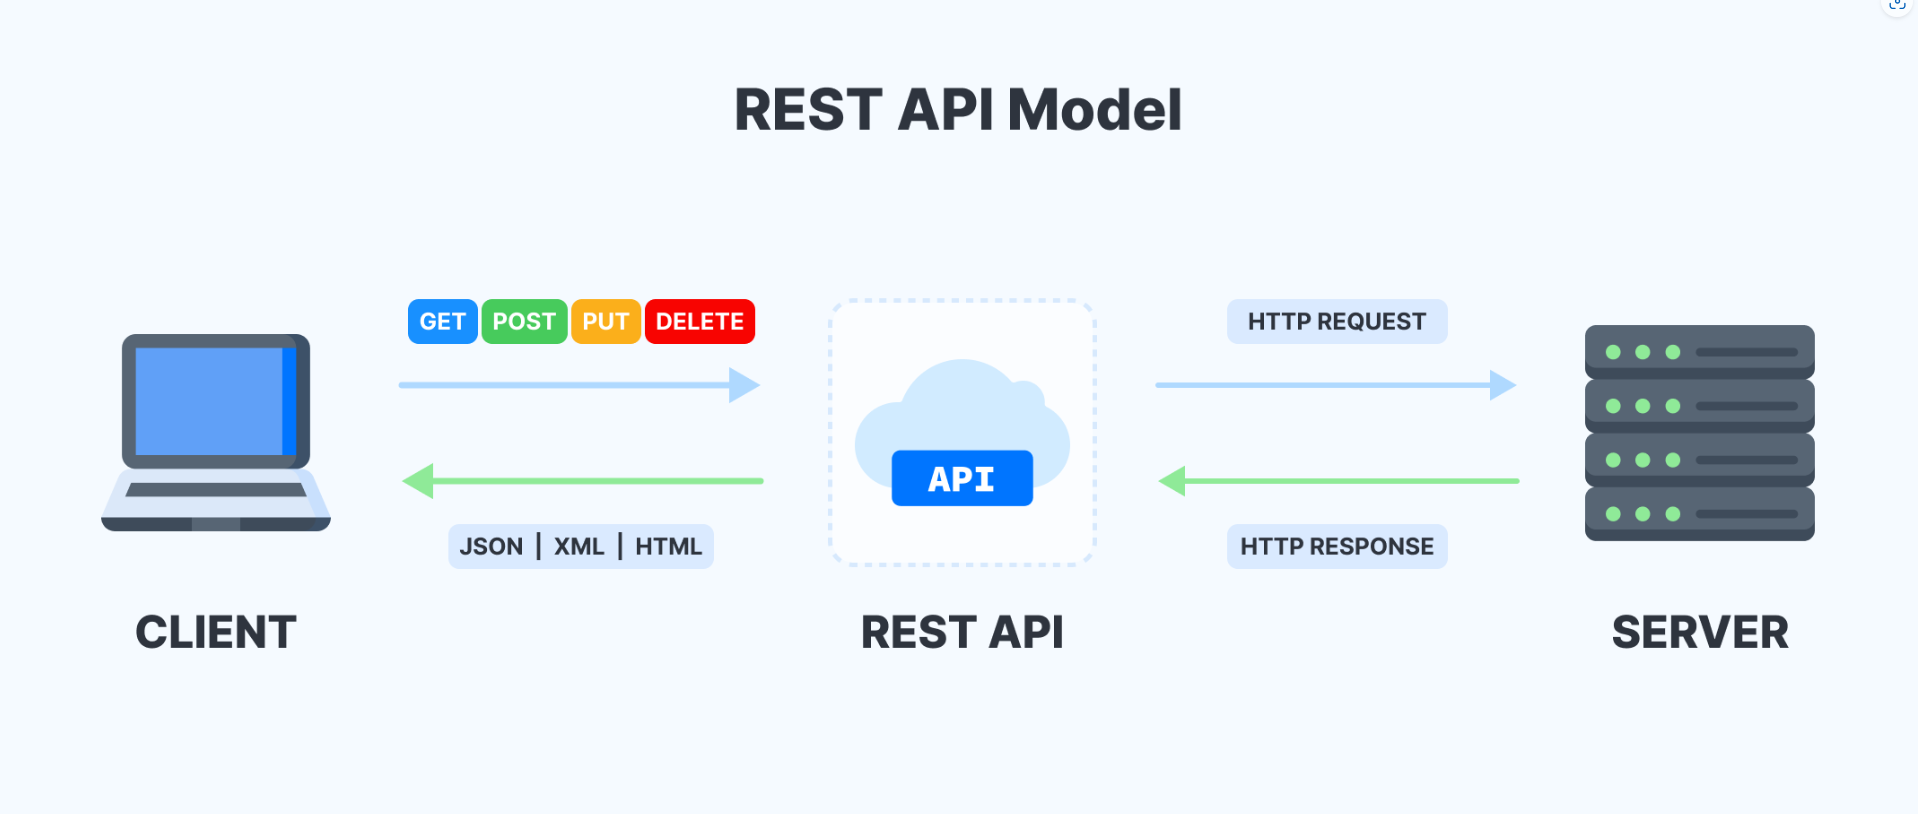 REST API Model
GET POST PUT DELETE
HTTP REQUEST
API
JSON | XML | HTML
HTTP RESPONSE
CLIENT
REST API
SERVER